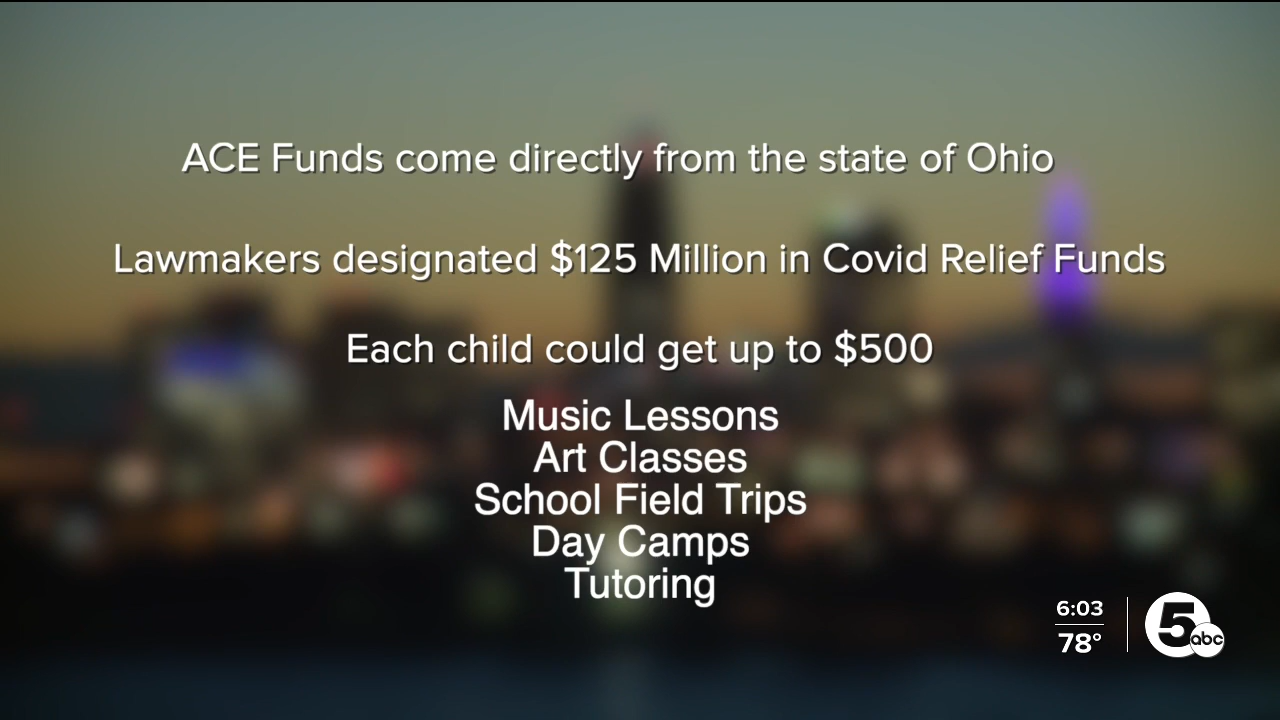 ACE Funds come directly from the state of Ohio
Lawmakers designated $125 Million in Covid Relief Funds
Each child could get up to $500
Music Lessons
Art Classes
School Field Trips
Day Camps
Tutoring
6:03
78°
5
abc